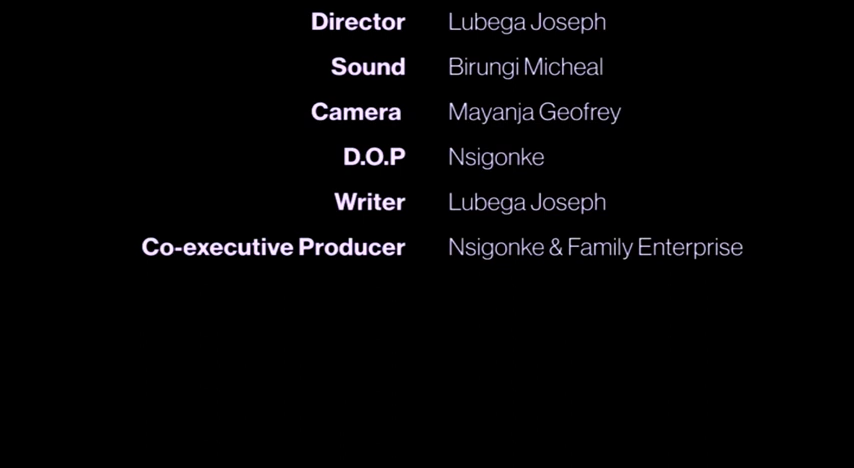 Director Lubega Joseph
Sound Birungi Micheal
Camera Mayanja Geofrey
D.O.P Nsigonke
Writer Lubega Joseph
Co-executive Producer Nsigonke & Family Enterprise